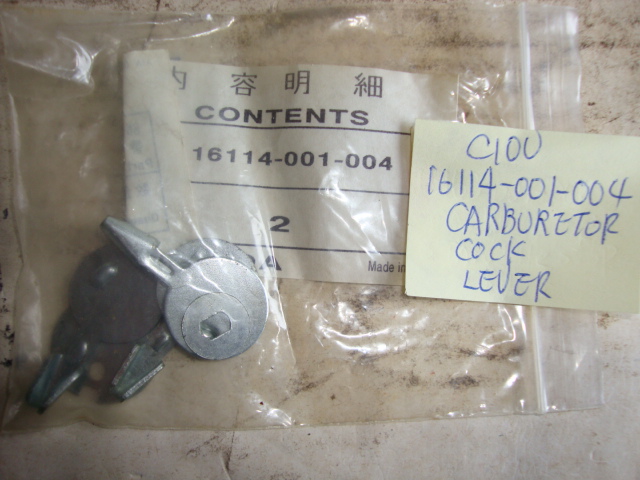 内容明細
CONTENTS
16114-001-004
2
A
Made in
C100
16114-001-004
CARBURETOR
COCK
LEVER